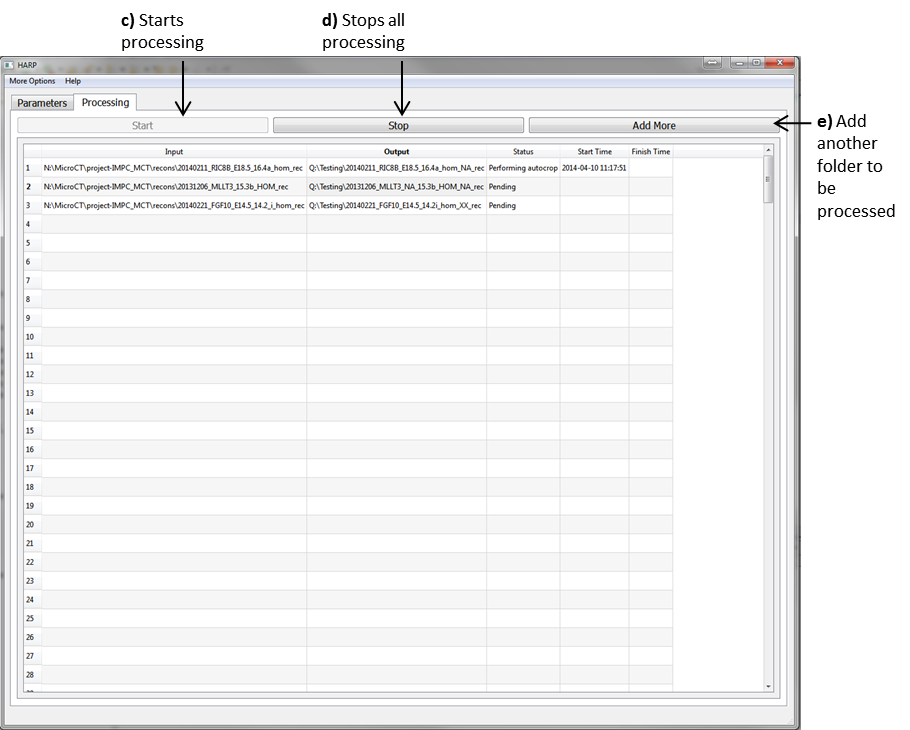 c) Starts
processing
d) Stops all
processing
HARP
More Options Help
Parameters Processing
Start Stop Add More
e) Add
another
folder to
be
processed
Input Output Status Start Time Finish Time
1 N:\MicroCT\project-IMPC_MCT\recons\20140211_RIC8B_E18.5_16.4a_hom_rec Q:\Testing\20140211_RIC8B_E18.5_16.4a_hom_NA_rec Performing autocrop 2014-04-10 11:17:51
2 N:\MicroCT\project-IMPC_MCT\recons\20131206_MLLT3_15.3b_HOM_rec Q:\Testing\20131206_MLLT3_NA_15.3b_HOM_NA_rec Pending
3 N:\MicroCT\project-IMPC_MCT\recons\20140221_FGF10_E14.5_14.2_i_hom_rec Q:\Testing\20140221_FGF10_E14.5_14.2i_hom_XX_rec Pending
4
5
6
7
8
9
10
11
12
13
14
15
16
17
18
19
20
21
22
23
24
25
26
27
28